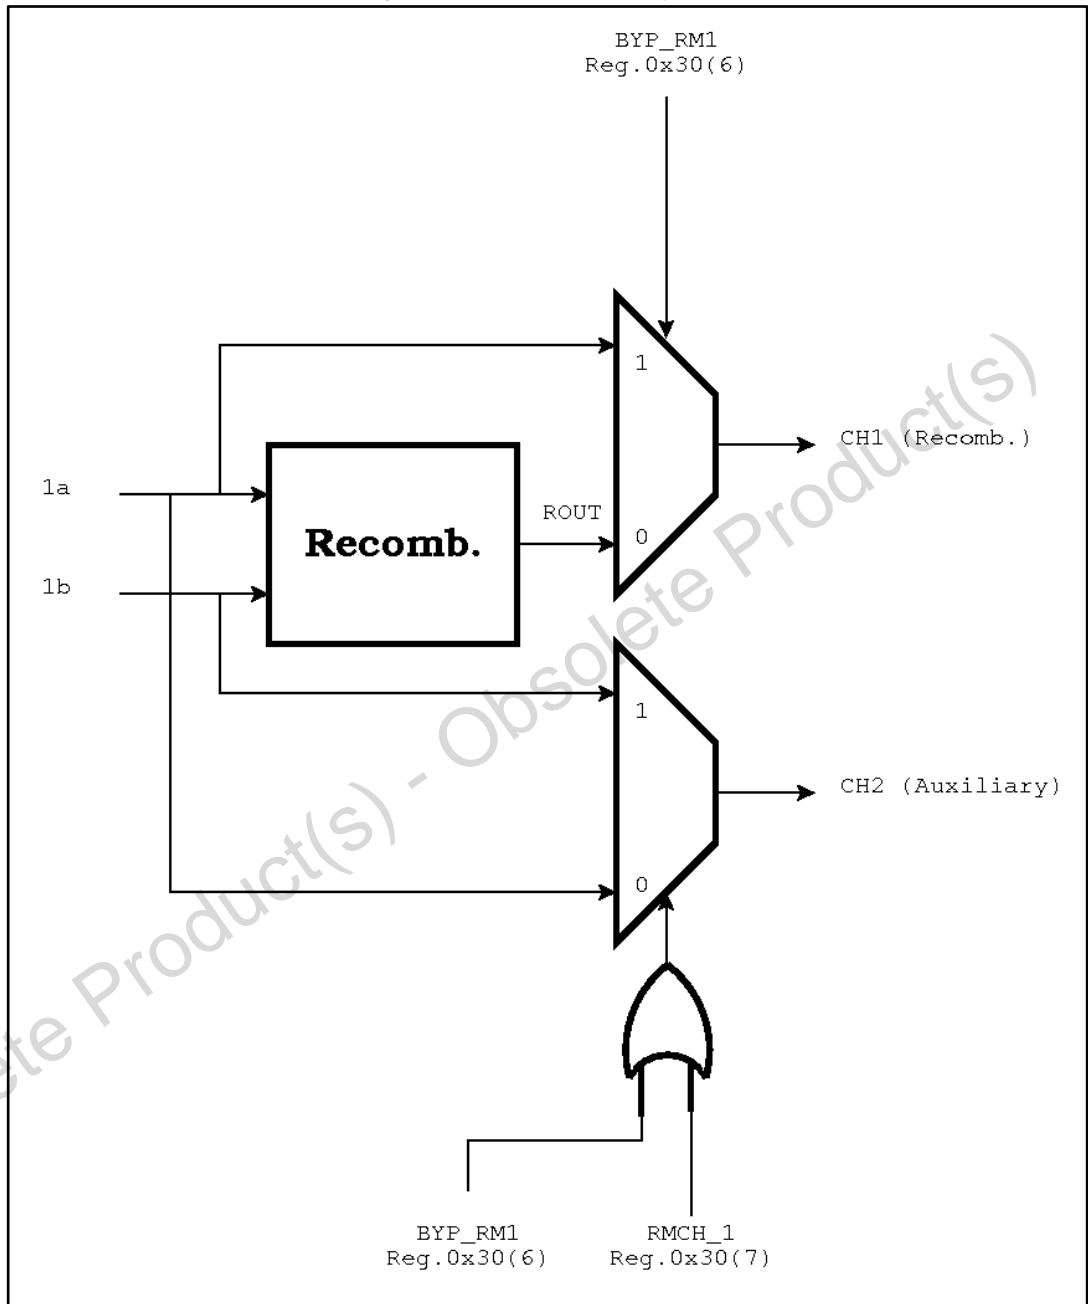 BYP_RM1
Reg.0x30(6)
1
CH1 (Recomb.)
1a
ROUT
Recomb.
0
1b
1
CH2 (Auxiliary)
0
BYP_RM1
Reg.0x30(6)
RMCH_1
Reg.0x30(7)
ete Product(s) - Obsolete Product(s)